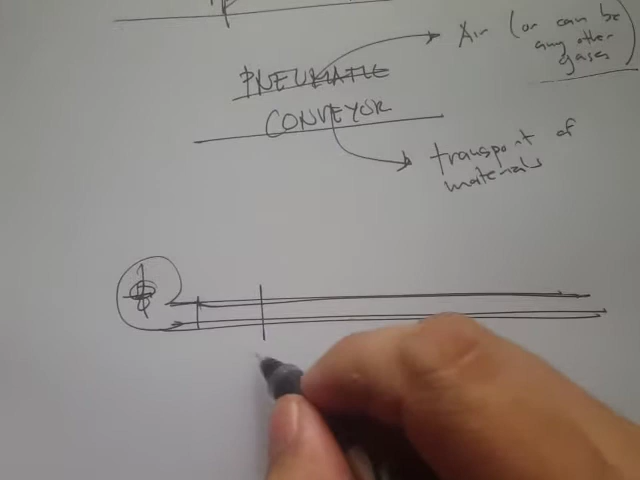 PNEUMATIC
CONVEYOR
Air (or can be
any other
gases)
transport of
materials